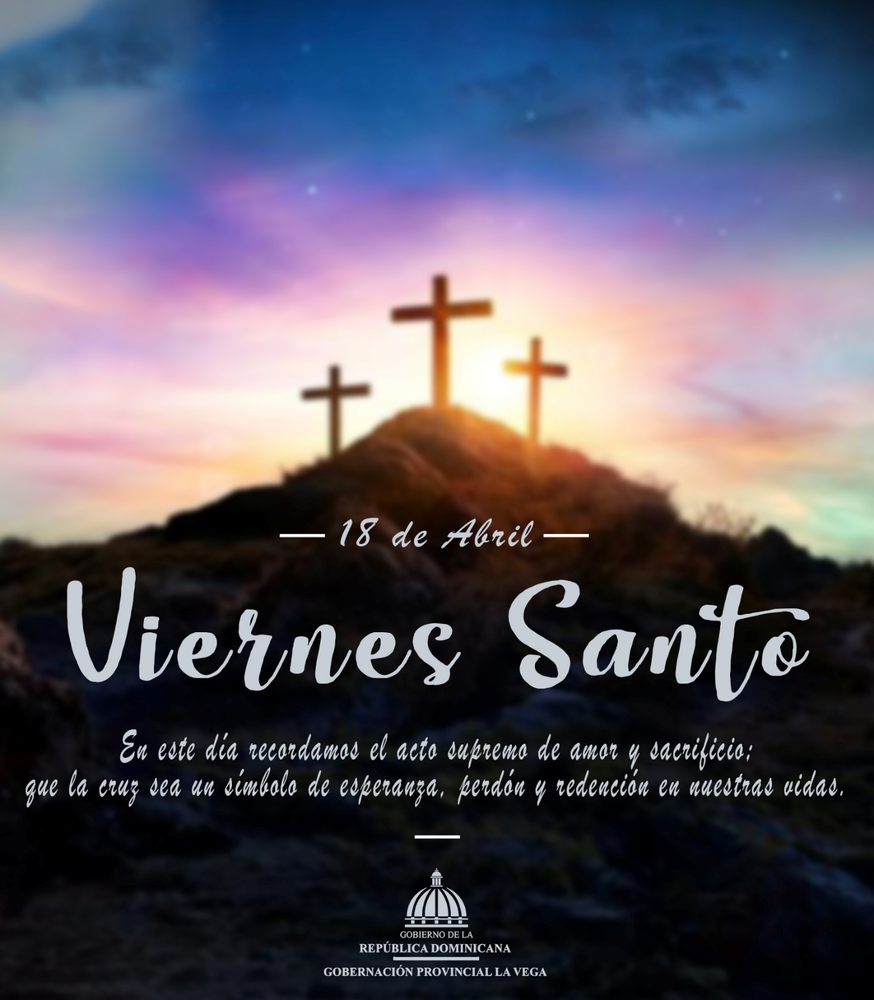 18 de Abril
Viernes Santo
En este día recordamos el acto supremo de amor y sacrificio;
que la cruz sea un símbolo de esperanza, perdón y redención en nuestras vidas.
GOBIERNO DE LA
REPÚBLICA DOMINICANA
GOBERNACIÓN PROVINCIAL LA VEGA